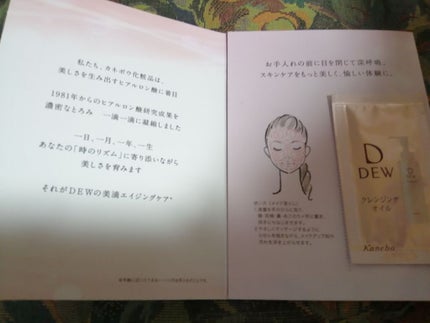 私たち、カネボウ化粧品は、
美しさを生み出すヒアルロン酸に着目
1981年からのヒアルロン酸研究成果を
濃密なとろみ 一滴一滴に凝縮しました
一日、一月、一年、一生
あなたの「時のリズム」に寄り添いながら
美しさを育みます
それがDEWの美滴エイジングケア*
お手入れの前に目を閉じて深呼吸。
スキンケアをもっと美しく、愉しい体験に。
D
DEW
クレンジング
オイル
Kanebo